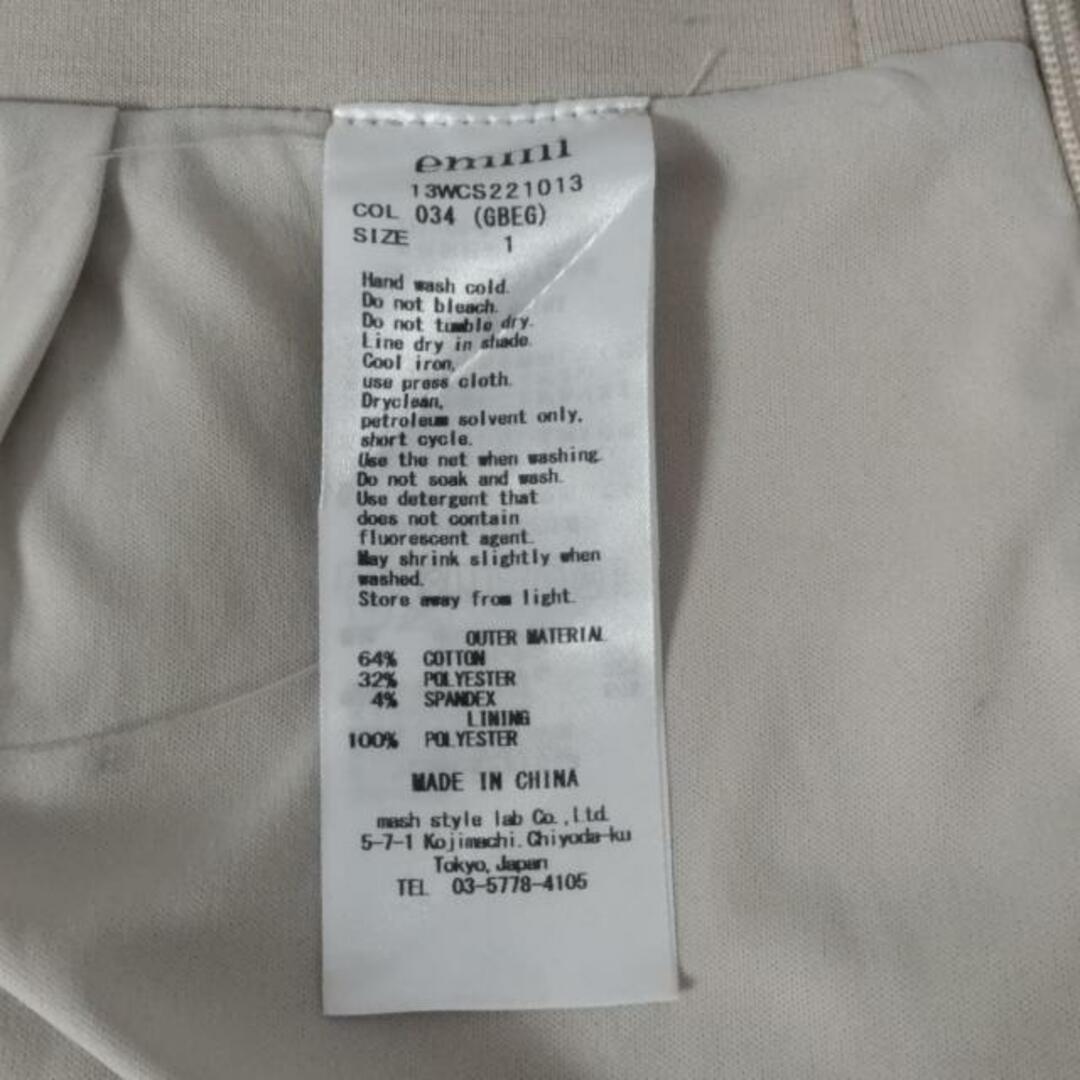 emmi
13WCS221013
COL 034 (GBEG)
SIZE 1
Hand wash cold.
Do not bleach.
Do not tumble dry.
Line dry in shade.
Cool iron,
use press cloth.
Dryclean,
petroleum solvent only,
short cycle.
Use the net when washing.
Do not soak and wash.
Use detergent that
does not contain
fluorescent agent.
May shrink slightly when
washed.
Store away from light.
OUTER MATERIAL
64% COTTON
32% POLYESTER
4% SPANDEX
LINING
100% POLYESTER
MADE IN CHINA
mash style lab Co.,Ltd.
5-7-1 Kojimachi. Chiyoda-ku
Tokyo, Japan
TEL 03-5778-4105